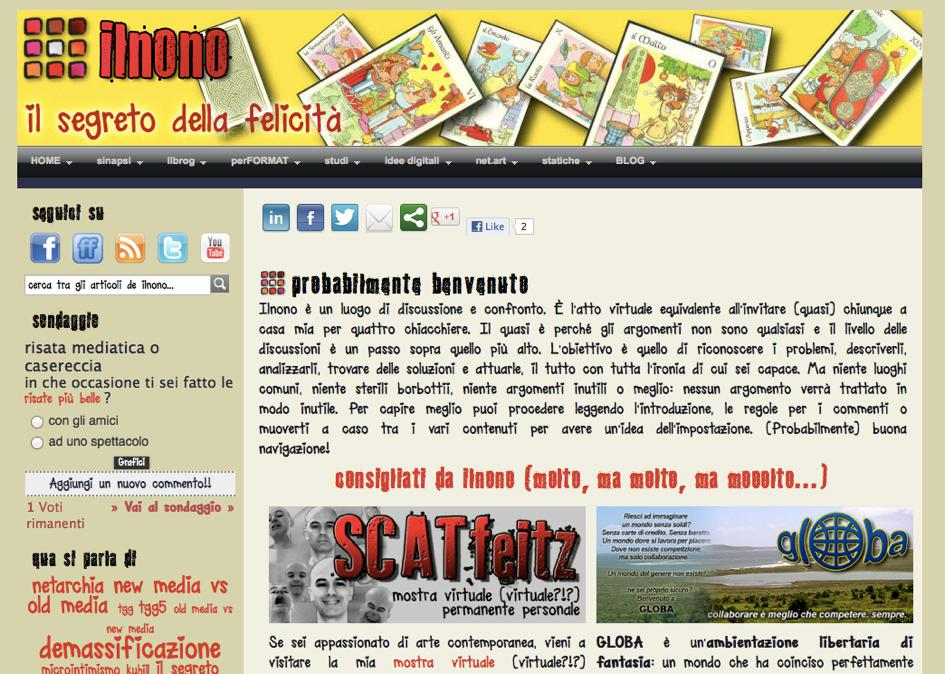 ilnono
il segreto della felicità
La Temperanza XIV
Gli Amanti
VI
il Diavolo
La Ruota
il Matto
0
HOME sinapsi librog perFORMAT studi idee digitali net.art statiche BLOG
seguici su
cerca tra gli articoli di ilnono...
sondaggio
risata mediatica o
casereccia
in che occasione ti sei fatto le
risate più belle ?
con gli amici
ad uno spettacolo
Grafici
Aggiungi un nuovo commento!!
1 Voti
rimanenti
» Vai al sondaggio »
qua si parla di
netarchia new media vs
old media tgg tgg5 old media vs
new media
demassificazione
microintimismo kuhil il segreto
in f g +1 Like 2
probabilmente benvenuto
Ilnono è un luogo di discussione e confronto. È l'atto virtuale equivalente all'invitare (quasi) chiunque a
casa mia per quattro chiacchiere. Il quasi è perché gli argomenti non sono qualsiasi e il livello delle
discussioni è un passo sopra quello più alto. L'obiettivo è quello di riconoscere i problemi, descriverli,
analizzarli, trovare delle soluzioni e attuarle, il tutto con tutta l'ironia di cui sei capace. Ma niente luoghi
comuni, niente sterili borbottii, niente argomenti inutili o meglio: nessun argomento verrà trattato in
modo inutile. Per capire meglio puoi procedere leggendo l'introduzione, le regole per i commenti o
muoverti a caso tra i vari contenuti per avere un'idea dell'impostazione. (Probabilmente) buona
navigazione!
consigliati da ilnono (molto, ma molto, ma mooolto...)
SCATfeitz
mostra virtuale (virtuale?!?)
permanente personale
Se sei appassionato di arte contemporanea, vieni a
visitare la mia mostra virtuale (virtuale?!?)
Riesci ad immaginare
un mondo senza soldi?
Senza carte di credito. Senza baratto.
Un mondo dove si lavora per piacere.
Dove non esiste competizione,
ma solo collaborazione.
Un mondo del genere non esiste!
...ne sei proprio sicuro?
Benvenuto a
GLOBA
globa
collaborare è meglio che competere. sempre.
GLOBA è un'ambientazione libertaria di
fantasia: un mondo che ha coinciso perfettamente